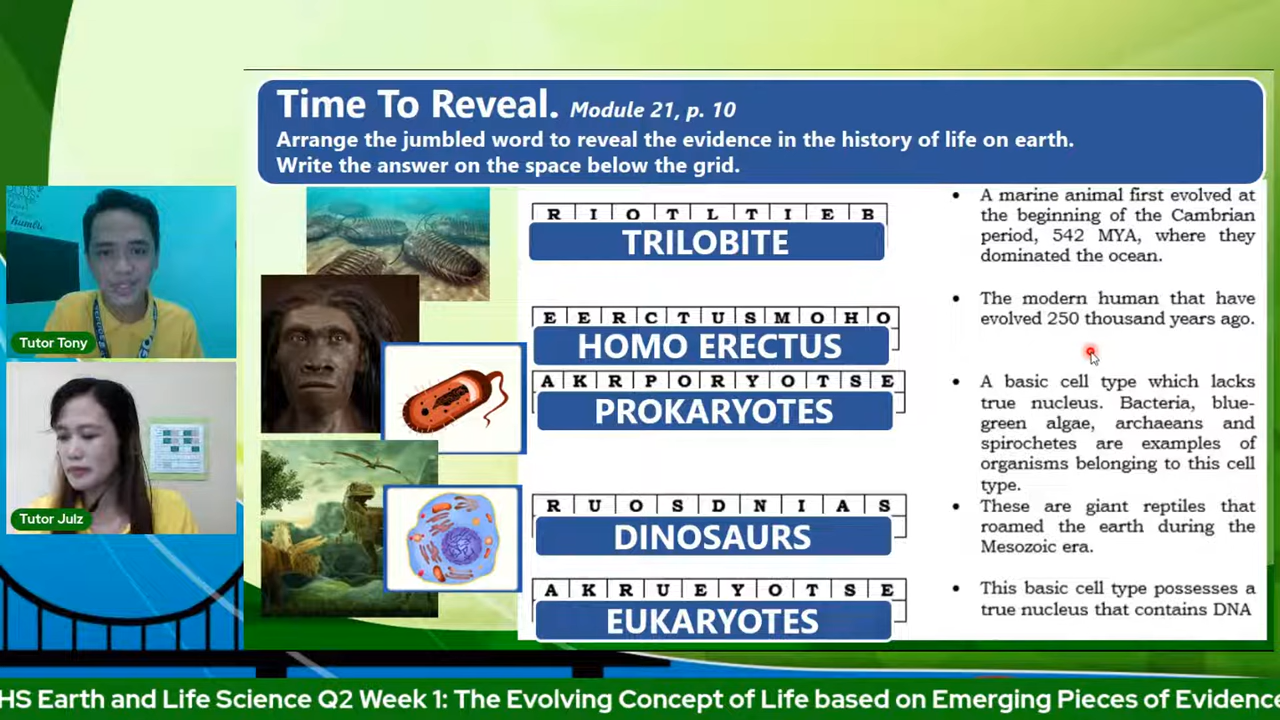 Time To Reveal. Module 21, p. 10
Arrange the jumbled word to reveal the evidence in the history of life on earth.
Write the answer on the space below the grid.
humble
Tutor Tony
Tutor Julz
R I O T L T I E B
TRILOBITE
E E R C T U S M O H O
HOMO ERECTUS
A K R P O R Y O T S E
PROKARYOTES
R U O S D N I A S
DINOSAURS
A K R U E Y O T S E
EUKARYOTES
• A marine animal first evolved at
the beginning of the Cambrian
period, 542 MYA, where they
dominated the ocean.
• The modern human that have
evolved 250 thousand years ago.
• A basic cell type which lacks
true nucleus. Bacteria, blue-
green algae, archaeans and
spirochetes are examples of
organisms belonging to this cell
type.
• These are giant reptiles that
roamed the earth during the
Mesozoic era.
• This basic cell type possesses a
true nucleus that contains DNA
HS Earth and Life Science Q2 Week 1: The Evolving Concept of Life based on Emerging Pieces of Evidence